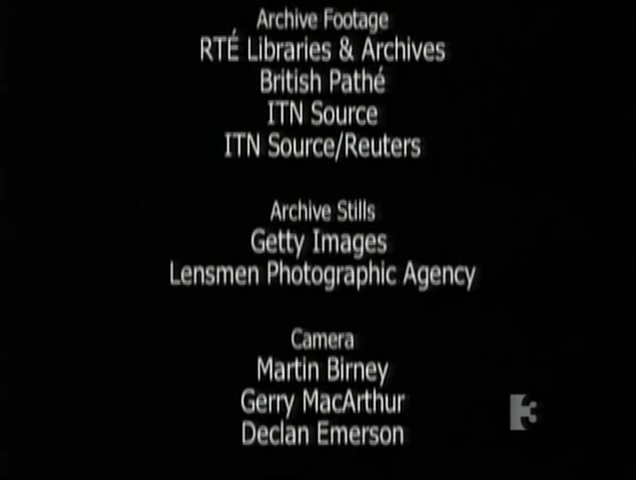 Archive Footage
RTÉ Libraries & Archives
British Pathé
ITN Source
ITN Source/Reuters
Archive Stills
Getty Images
Lensmen Photographic Agency
Camera
Martin Birney
Gerry MacArthur
Declan Emerson
3